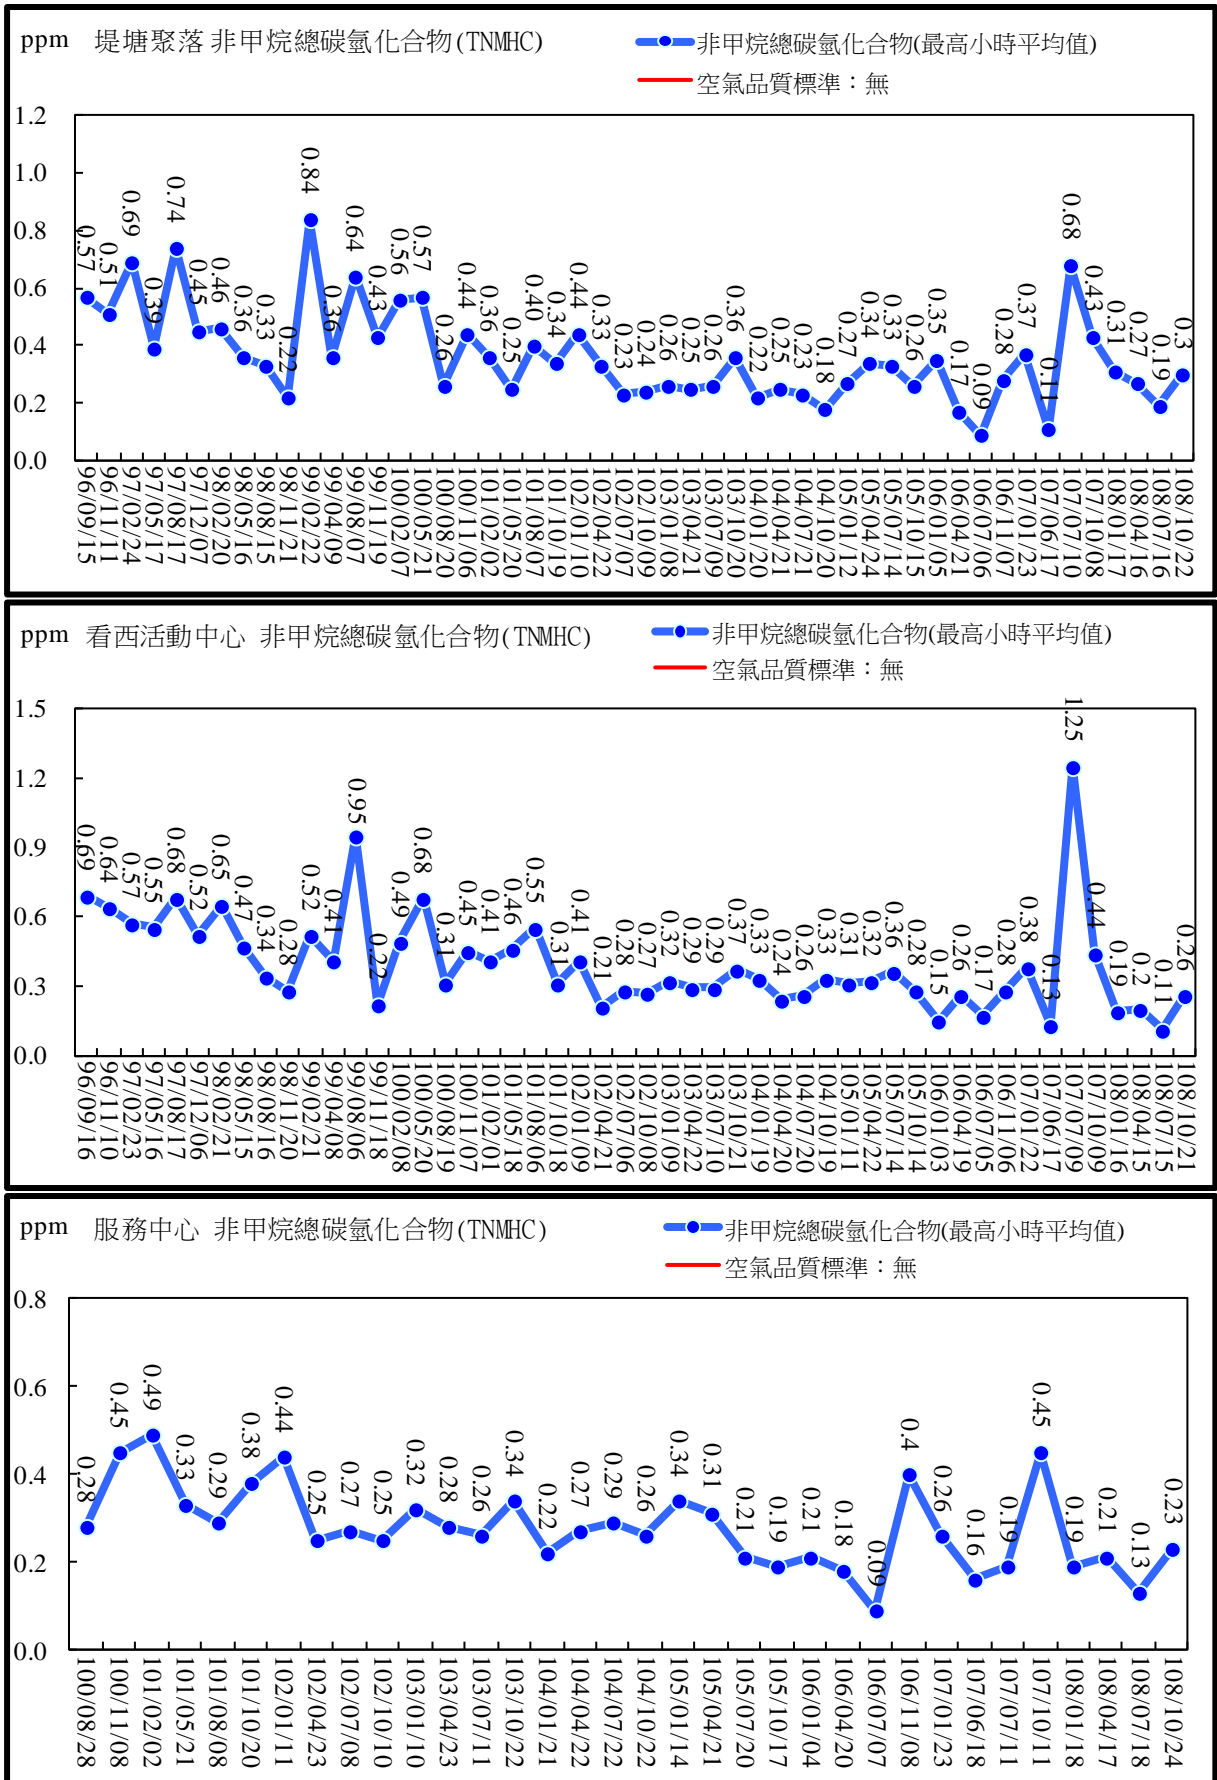 ppm 堤塘聚落 非甲烷總碳氫化合物(TNMHC)
非甲烷總碳氫化合物(最高小時平均值)
空氣品質標準：無
1.2
1.0
0.8
0.6
0.4
0.2
0.0
0.57 0.51 0.69 0.39 0.74 0.45 0.46 0.36 0.33 0.22 0.84 0.36 0.64 0.43 0.56 0.57 0.26 0.44 0.36 0.25 0.40 0.34 0.44 0.33 0.23 0.24 0.26 0.25 0.26 0.36 0.22 0.25 0.23 0.18 0.27 0.34 0.33 0.26 0.35 0.17 0.09 0.28 0.37 0.11 0.68 0.43 0.31 0.27 0.19 0.3
96/09/15 96/11/11 97/02/24 97/05/17 97/08/17 97/12/07 98/02/20 98/05/16 98/08/15 98/11/21 99/02/22 99/04/09 99/08/07 99/11/19 100/02/07 100/05/21 100/08/20 100/11/06 101/02/02 101/05/20 101/08/07 101/10/19 102/01/10 102/04/22 102/07/07 102/10/09 103/01/08 103/04/21 103/07/09 103/10/20 104/01/20 104/04/21 104/07/21 104/10/20 105/01/12 105/04/24 105/07/14 105/10/15 106/01/05 106/04/21 106/07/06 106/11/07 107/01/23 107/06/17 107/07/10 107/10/08 108/01/17 108/04/16 108/07/16 108/10/22
ppm 看西活動中心 非甲烷總碳氫化合物(TNMHC)
非甲烷總碳氫化合物(最高小時平均值)
空氣品質標準：無
1.5
1.2
0.9
0.6
0.3
0.0
0.69 0.64 0.57 0.55 0.68 0.52 0.65 0.47 0.34 0.28 0.52 0.41 0.95 0.22 0.49 0.68 0.31 0.45 0.41 0.46 0.55 0.31 0.41 0.21 0.28 0.27 0.32 0.29 0.29 0.37 0.33 0.24 0.26 0.33 0.31 0.32 0.36 0.28 0.15 0.26 0.17 0.28 0.38 0.13 1.25 0.44 0.19 0.2 0.11 0.26
96/09/16 96/11/10 97/02/23 97/05/16 97/08/17 97/12/06 98/02/21 98/05/15 98/08/16 98/11/20 99/02/21 99/04/08 99/08/06 99/11/18 100/02/08 100/05/20 100/08/19 100/11/07 101/02/01 101/05/18 101/08/06 101/10/18 102/01/09 102/04/21 102/07/06 102/10/08 103/01/09 103/04/22 103/07/10 103/10/21 104/01/19 104/04/20 104/07/20 104/10/19 105/01/11 105/04/22 105/07/14 105/10/14 106/01/03 106/04/19 106/07/05 106/11/06 107/01/22 107/06/17 107/07/09 107/10/09 108/01/16 108/04/15 108/07/15 108/10/21
ppm 服務中心 非甲烷總碳氫化合物(TNMHC)
非甲烷總碳氫化合物(最高小時平均值)
空氣品質標準：無
0.8
0.6
0.4
0.2
0.0
0.28 0.45 0.49 0.33 0.29 0.38 0.44 0.25 0.27 0.25 0.32 0.28 0.26 0.34 0.22 0.27 0.29 0.26 0.34 0.31 0.21 0.19 0.21 0.18 0.09 0.4 0.26 0.16 0.19 0.45 0.19 0.21 0.13 0.23
100/08/28 100/11/08 101/02/02 101/05/21 101/08/08 101/10/20 102/01/11 102/04/23 102/07/08 102/10/10 103/01/10 103/04/23 103/07/11 103/10/22 104/01/21 104/04/22 104/07/22 104/10/22 105/01/14 105/04/21 105/07/20 105/10/17 106/01/04 106/04/20 106/07/07 106/11/08 107/01/23 107/06/18 107/07/11 107/10/11 108/01/18 108/04/17 108/07/18 108/10/24